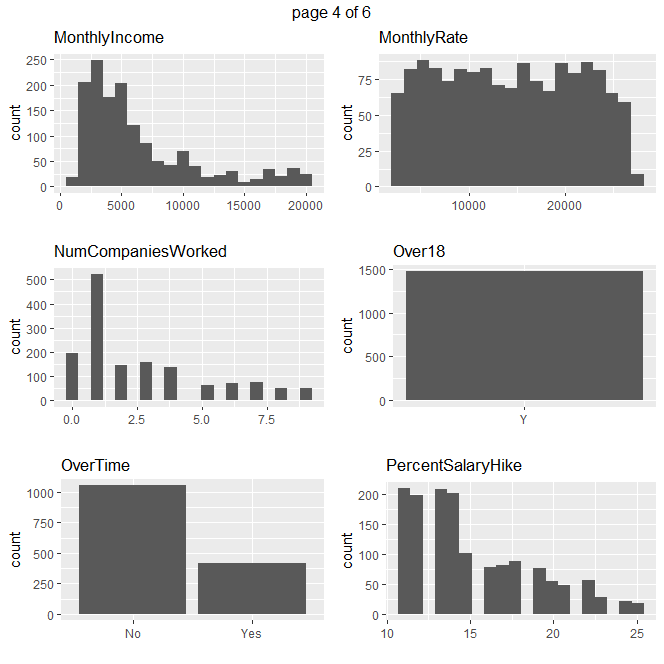 page 4 of 6
MonthlyIncome
MonthlyRate
250
200
150
100
50
0
count
0 5000 10000 15000 20000
75
50
25
0
count
10000 20000
NumCompaniesWorked
Over18
500
400
300
200
100
0
count
0.0 2.5 5.0 7.5
1500
1000
500
0
count
Y
OverTime
PercentSalaryHike
1000
750
500
250
0
count
No Yes
200
150
100
50
0
count
10 15 20 25